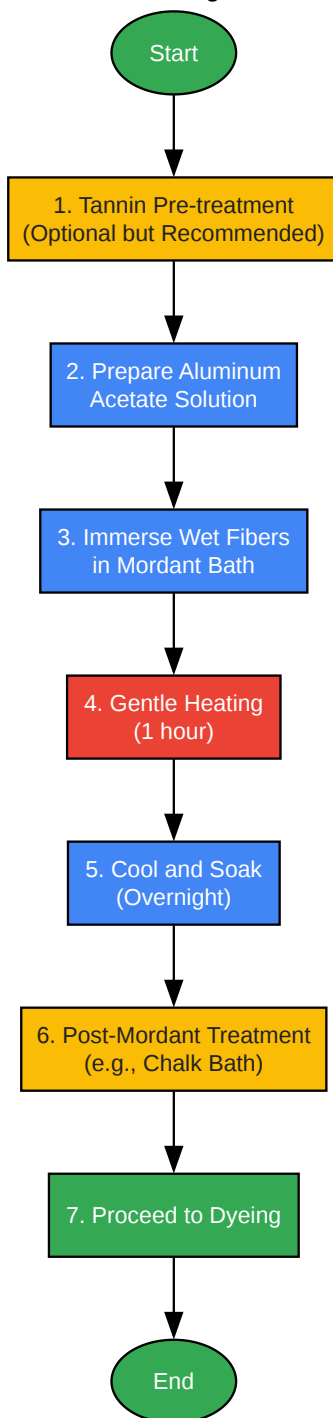 Start
1. Tannin Pre-treatment
(Optional but Recommended)
2. Prepare Aluminum
Acetate Solution
3. Immerse Wet Fibers
in Mordant Bath
4. Gentle Heating
(1 hour)
5. Cool and Soak
(Overnight)
6. Post-Mordant Treatment
(e.g., Chalk Bath)
7. Proceed to Dyeing
End